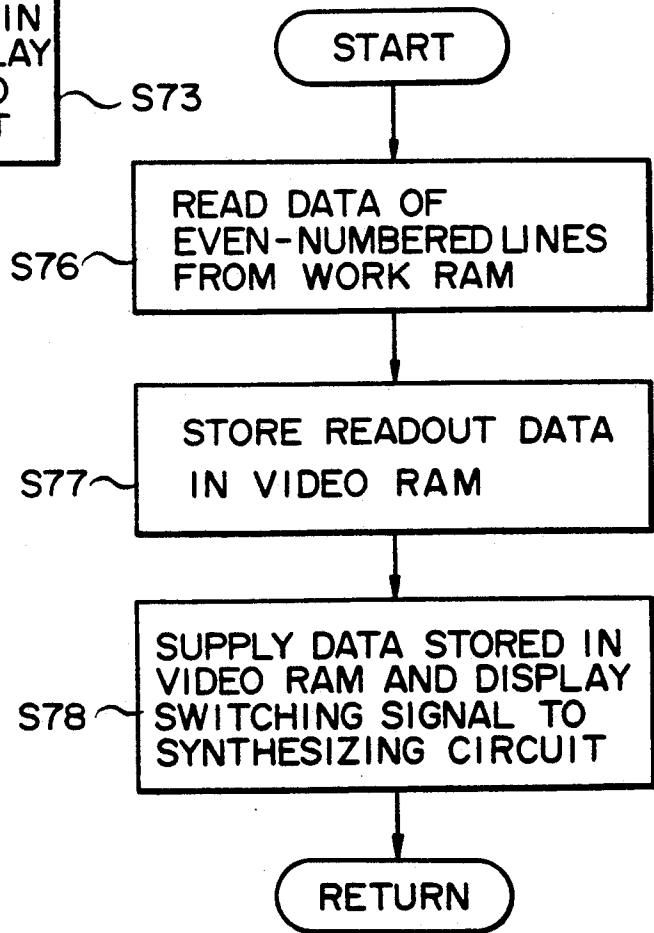 IN
LAY
S73
START
READ DATA OF
EVEN-NUMBERED LINES
FROM WORK RAM
S76
STORE READOUT DATA
IN VIDEO RAM
S77
SUPPLY DATA STORED IN
VIDEO RAM AND DISPLAY
SWITCHING SIGNAL TO
SYNTHESIZING CIRCUIT
S78
RETURN